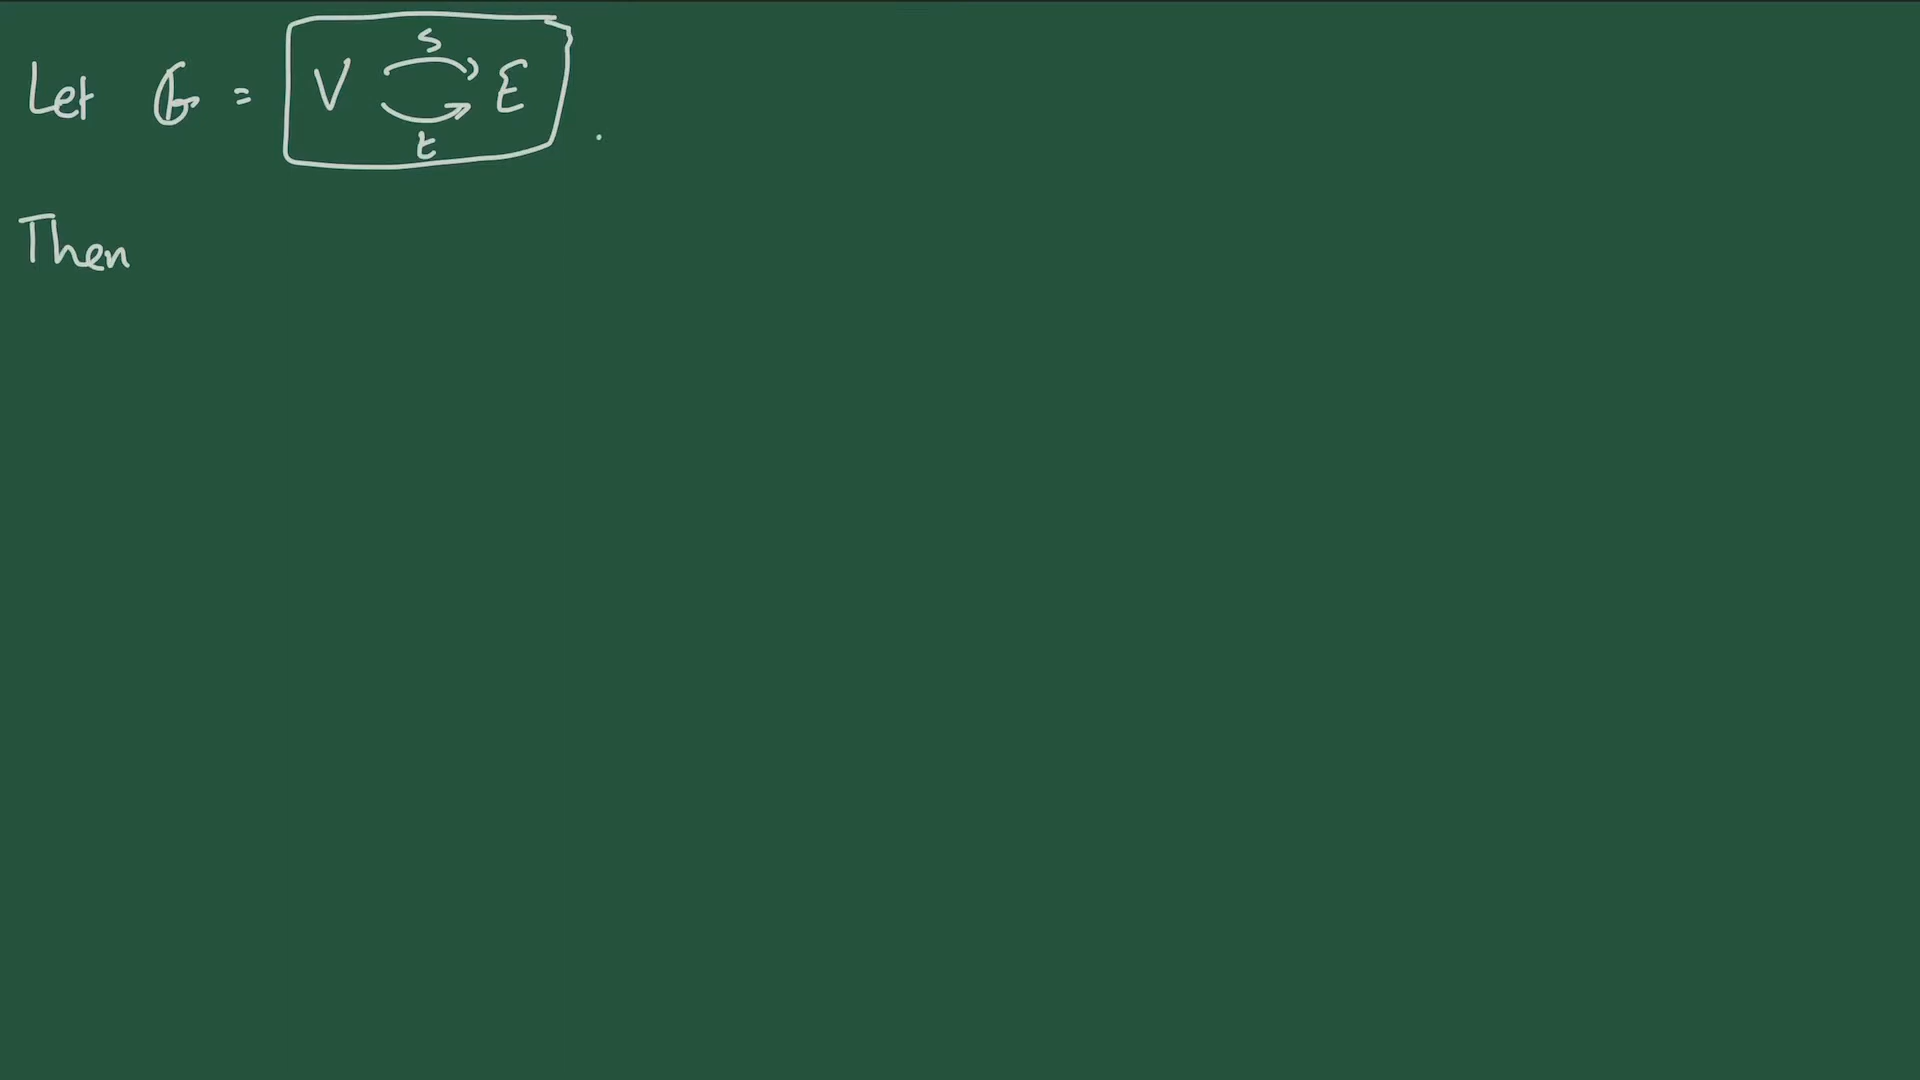 Let 𝔾 = V s t E .
Then